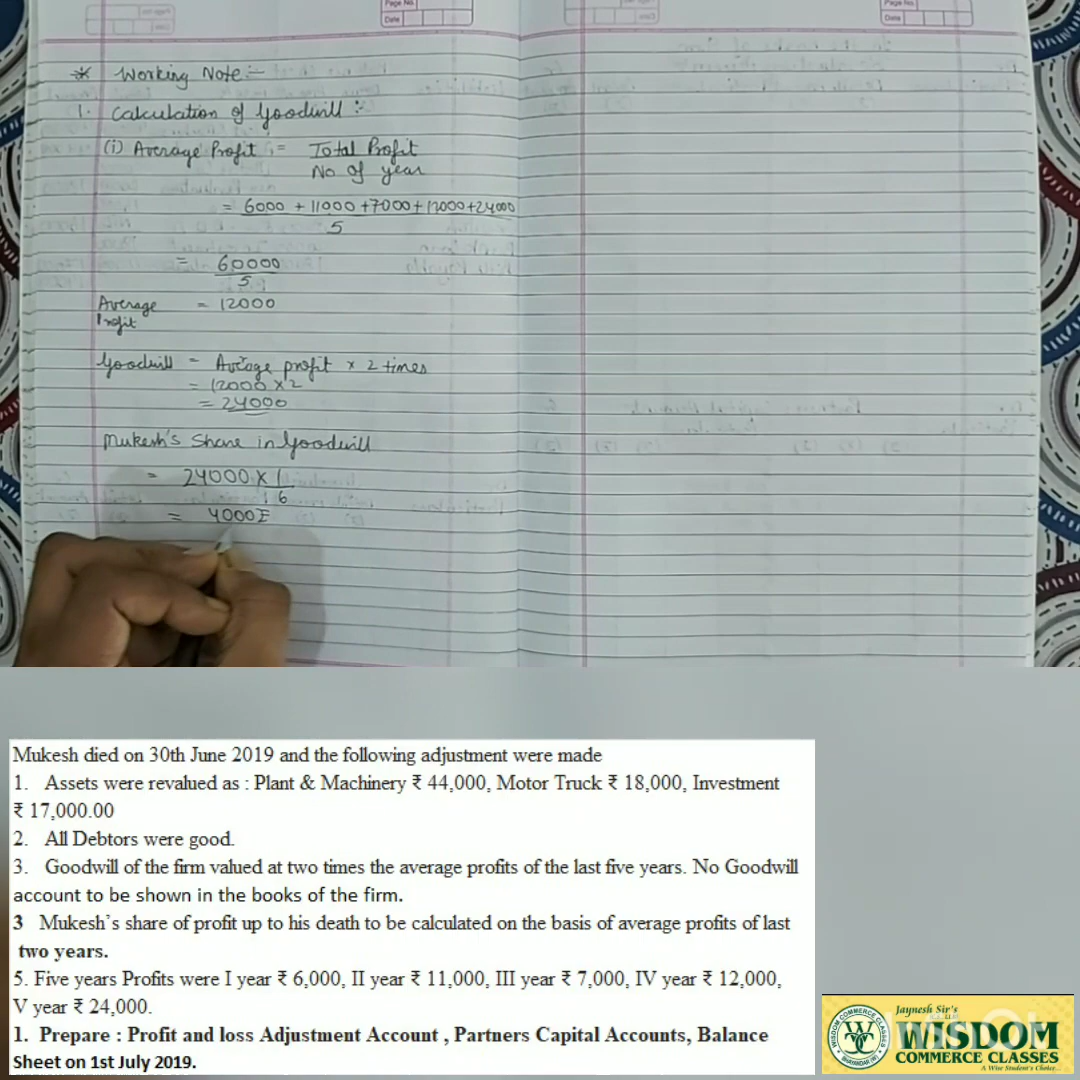 Page No.
Date
Page No.
Date
* Working Note :-
1. Calculation of Goodwill :-
(i) Average Profit = Total Profit
No of year
= 6000 + 11000 + 7000 + 12000 + 24000
5
= 60000
5
Average = 12000
Profit
Goodwill = Average profit × 2 times
= 12000 × 2
= 24000
Mukesh's Share in Goodwill
= 24000 × 1
6
= 4000
Mukesh died on 30th June 2019 and the following adjustment were made
1. Assets were revalued as : Plant & Machinery ₹ 44,000, Motor Truck ₹ 18,000, Investment
₹ 17,000.00
2. All Debtors were good.
3. Goodwill of the firm valued at two times the average profits of the last five years. No Goodwill
account to be shown in the books of the firm.
3 Mukesh's share of profit up to his death to be calculated on the basis of average profits of last
two years.
5. Five years Profits were I year ₹ 6,000, II year ₹ 11,000, III year ₹ 7,000, IV year ₹ 12,000,
V year ₹ 24,000.
1. Prepare : Profit and loss Adjustment Account , Partners Capital Accounts, Balance
Sheet on 1st July 2019.
Jaynesh Sir's
WISDOM
COMMERCE CLASSES
A Wise Student's Choice...